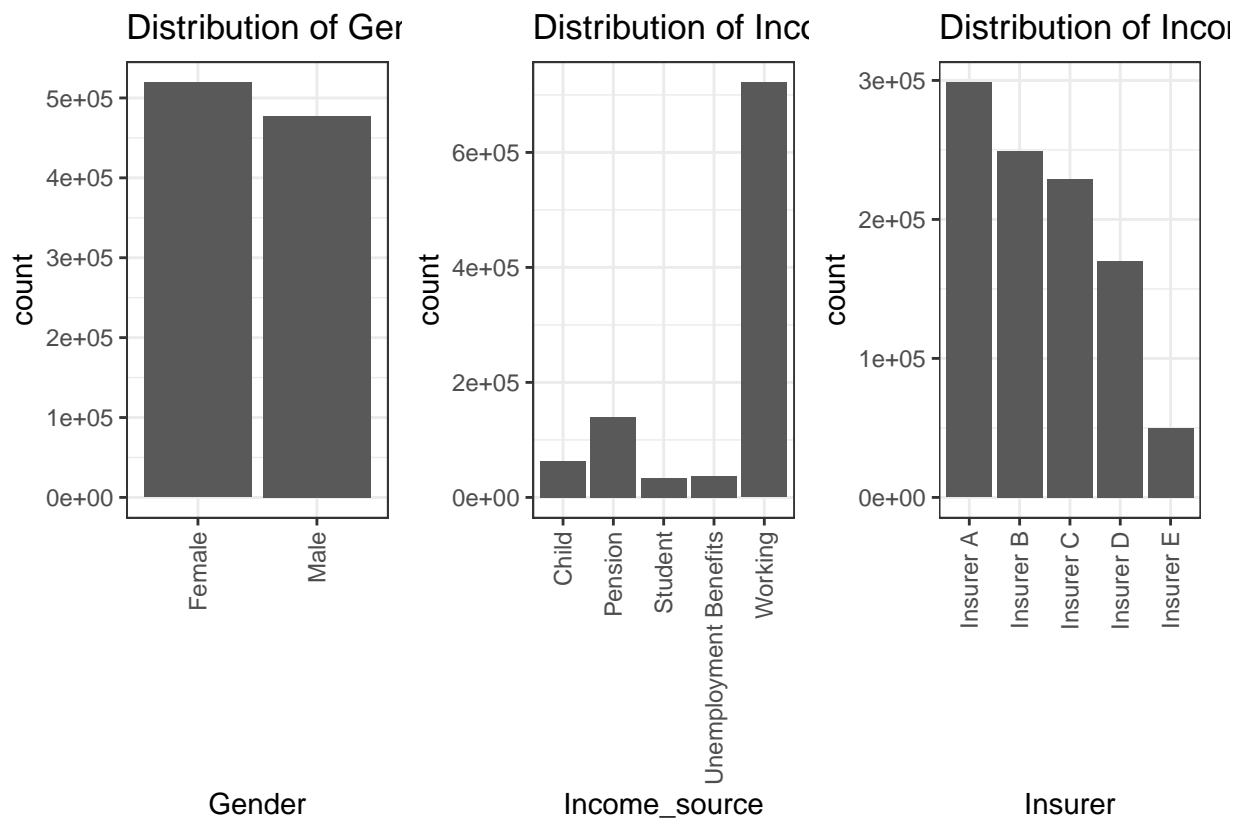 Distribution of Ger
count
5e+05
4e+05
3e+05
2e+05
1e+05
0e+00
Female
Male
Gender
Distribution of Inc
count
6e+05
4e+05
2e+05
0e+00
Child
Pension
Student
Unemployment Benefits
Working
Income_source
Distribution of Incor
count
3e+05
2e+05
1e+05
0e+00
Insurer A
Insurer B
Insurer C
Insurer D
Insurer E
Insurer